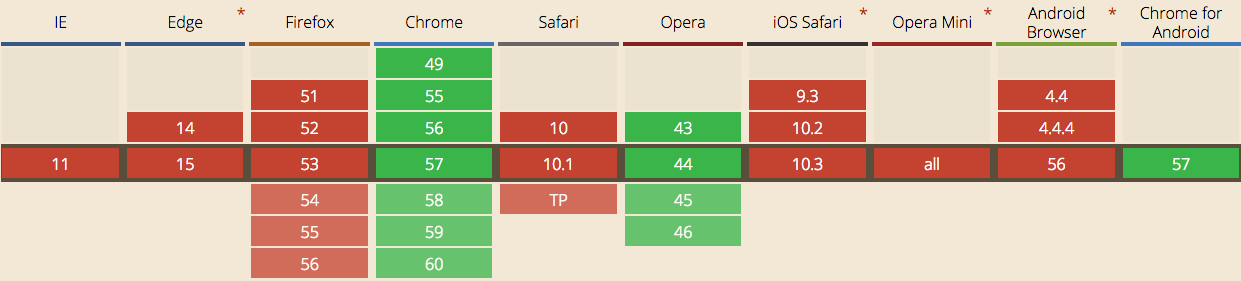 IE Edge * Firefox Chrome Safari Opera iOS Safari * Opera Mini * Android Browser * Chrome for Android
49
51 55 9.3 4.4
14 52 56 10 43 10.2 4.4.4
11 15 53 57 10.1 44 10.3 all 56 57
54 58 TP 45
55 59 46
56 60